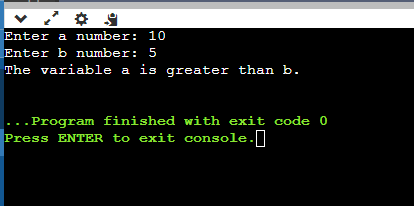 Enter a number: 10
Enter b number: 5
The variable a is greater than b.
...Program finished with exit code 0
Press ENTER to exit console.